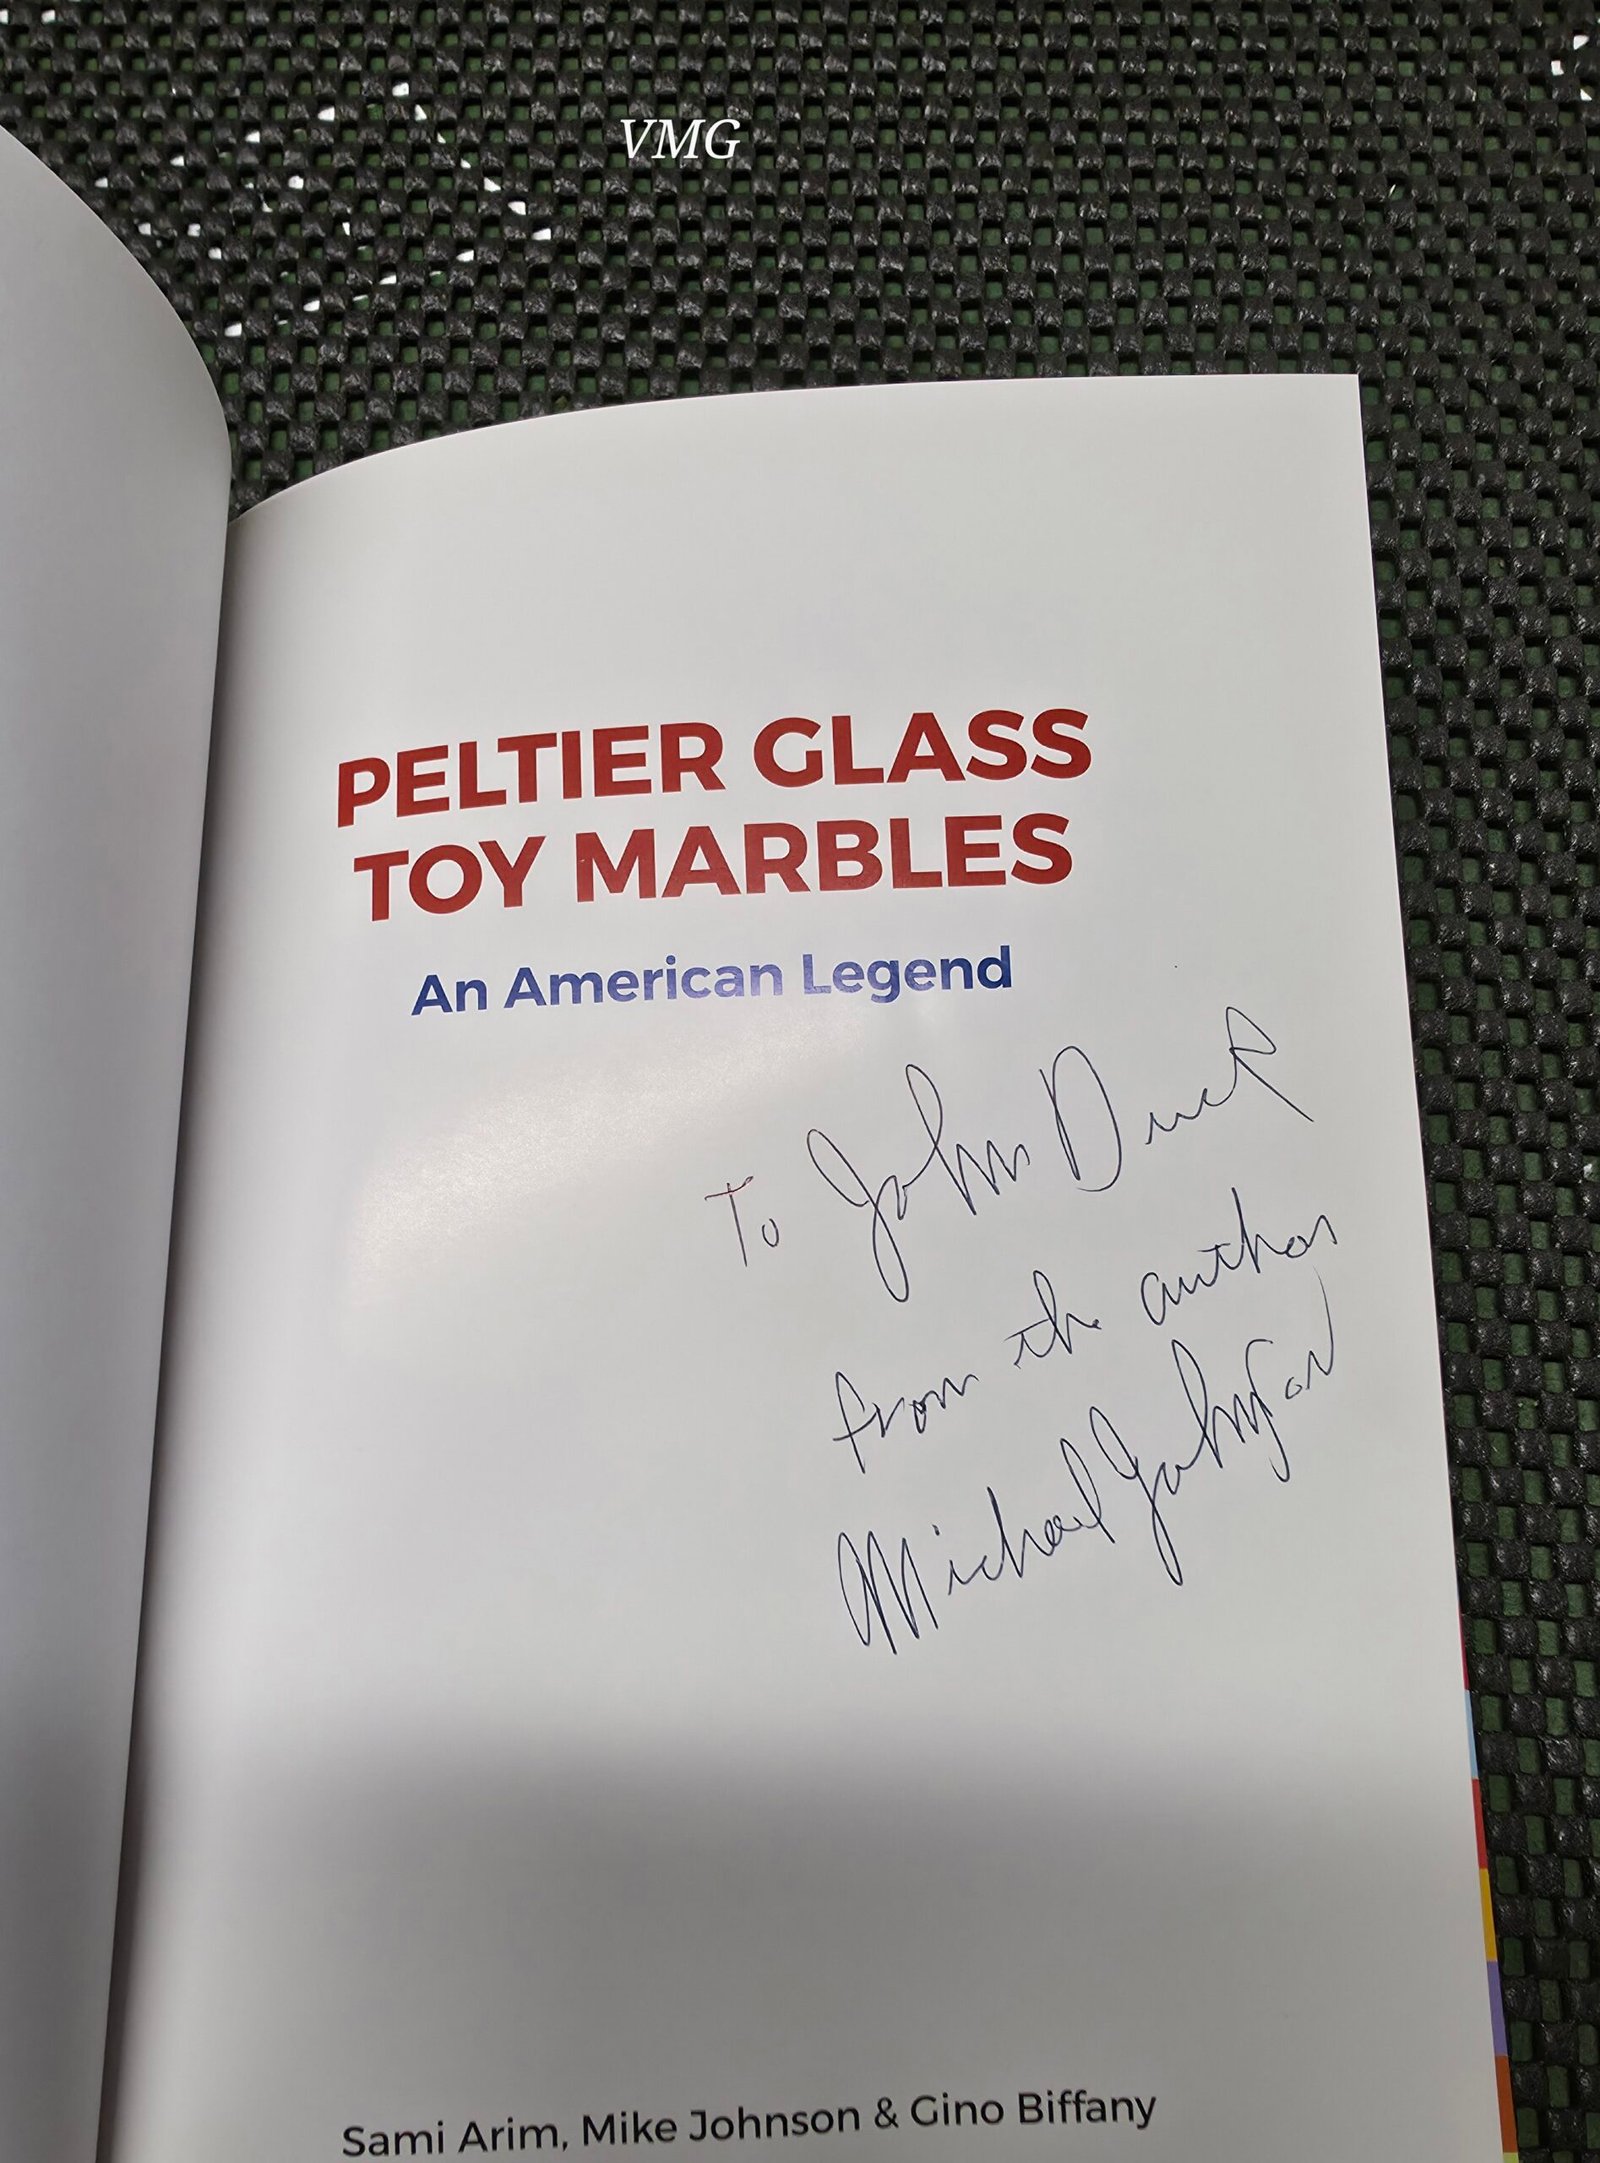 VMG
PELTIER GLASS
TOY MARBLES
An American Legend
To John Duck
from the author
Michael Johnson
Sami Arim, Mike Johnson & Gino Biffany